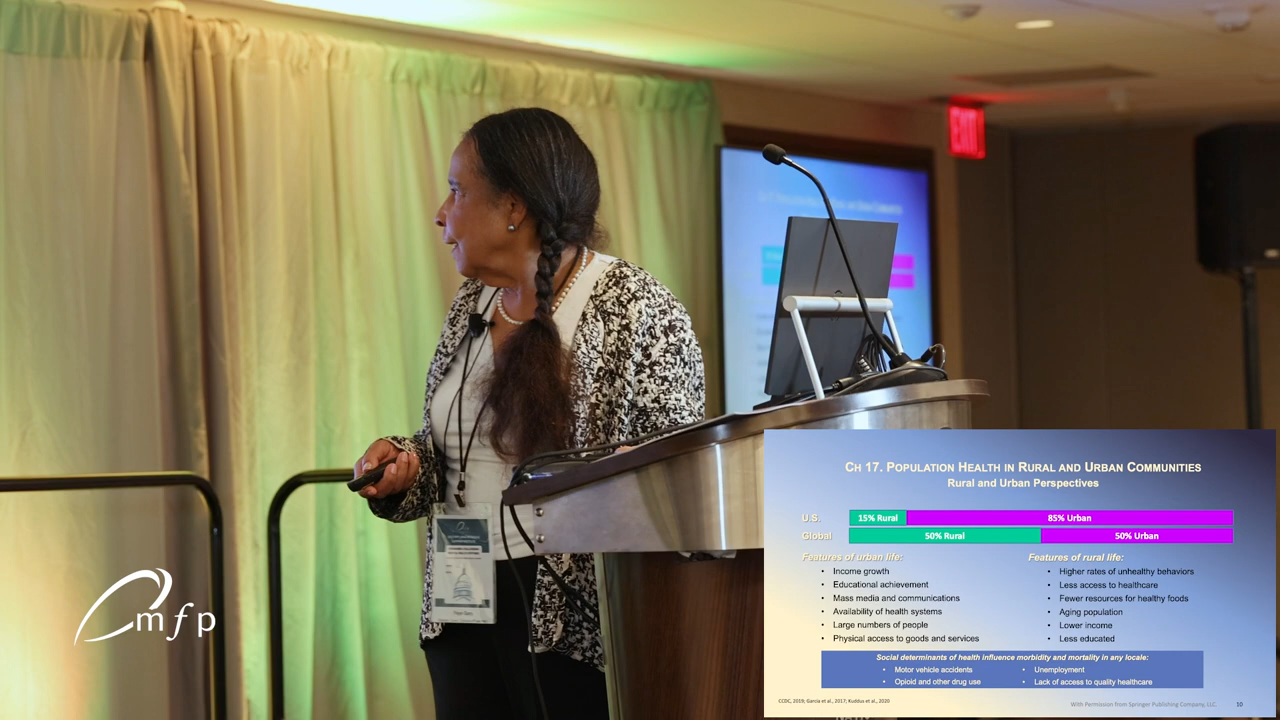 EXIT
mfp
mfp
CH 17. POPULATION HEALTH IN RURAL AND URBAN COMMUNITIES
Rural and Urban Perspectives
U.S. 15% Rural 85% Urban
Global 50% Rural 50% Urban
Features of urban life:
• Income growth
• Educational achievement
• Mass media and communications
• Availability of health systems
• Large numbers of people
• Physical access to goods and services
Features of rural life:
• Higher rates of unhealthy behaviors
• Less access to healthcare
• Fewer resources for healthy foods
• Aging population
• Lower income
• Less educated
Social determinants of health influence morbidity and mortality in any locale:
• Motor vehicle accidents
• Opioid and other drug use
• Unemployment
• Lack of access to quality healthcare
CCDC, 2019; Garcia et al., 2017; Kuddus et al., 2020
With Permission from Springer Publishing Company, LLC. 10